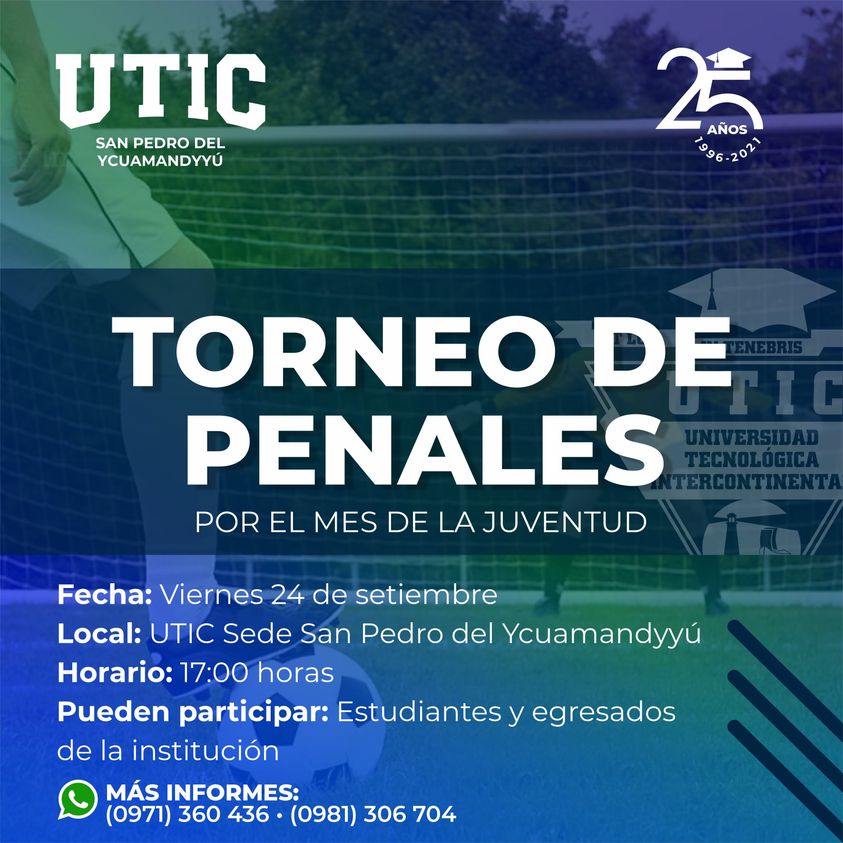 UTIC
SAN PEDRO DEL
YCUAMANDYYÚ
25
AÑOS
1996-2021
TORNEO DE
PENALES
POR EL MES DE LA JUVENTUD
TENEBRIS
UTIC
UNIVERSIDAD
TECNOLÓGICA
INTERCONTINENTA
Fecha: Viernes 24 de setiembre
Local: UTIC Sede San Pedro del Ycuamandyyú
Horario: 17:00 horas
Pueden participar: Estudiantes y egresados
de la institución
MÁS INFORMES:
(0971) 360 436 • (0981) 306 704